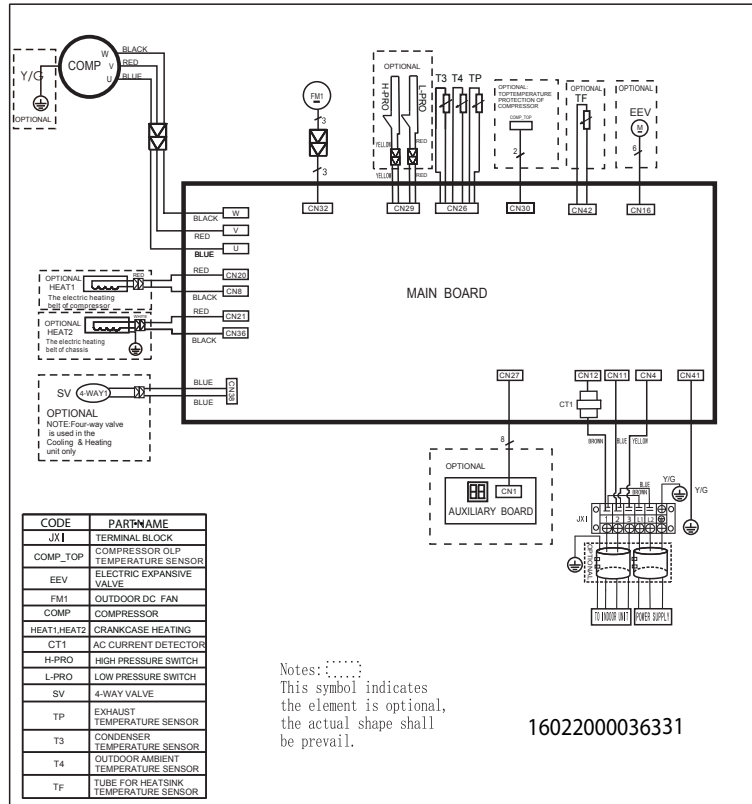 BLACK
W
RED
V
COMP
BLUE
U
Y/G
OPTIONAL
FM1
3
3
OPTIONAL
H-PRO
L-PRO
YELLOW
RED
YELLOW
RED
T3 T4 TP
OPTIONAL:
TOPTEMPERATURE
PROTECTION OF
COMPRESSOR
COMP_TOP
2
OPTIONAL
TF
OPTIONAL
EEV
M
6
CN32
CN29
CN26
CN30
CN42
CN16
BLACK
W
RED
V
BLUE
U
OPTIONAL
HEAT1
The electric heating
belt of compressor
RED
RED
CN20
BLACK
CN8
OPTIONAL
HEAT2
The electric heating
belt of chassis
WHITE
RED
CN21
BLACK
CN36
MAIN BOARD
SV
4-WAY1
BLUE
BLUE
CN38
OPTIONAL
NOTE:Four-way valve
is used in the
Cooling & Heating
unit only
CN27
CN12
CN11
CN4
CN41
CT1
8
BROWN
BLUE
YELLOW
OPTIONAL
CN1
AUXILIARY BOARD
BLUE
BROWN
Y/G
Y/G
JX1
1 2 3 L1 L2
OPTIONAL
TO INDOOR UNIT
POWER SUPPLY
CODE PART NAME
JX1 TERMINAL BLOCK
COMP_TOP COMPRESSOR OLP
TEMPERATURE SENSOR
EEV ELECTRIC EXPANSIVE
VALVE
FM1 OUTDOOR DC FAN
COMP COMPRESSOR
HEAT1,HEAT2 CRANKCASE HEATING
CT1 AC CURRENT DETECTOR
H-PRO HIGH PRESSURE SWITCH
L-PRO LOW PRESSURE SWITCH
SV 4-WAY VALVE
TP EXHAUST
TEMPERATURE SENSOR
T3 CONDENSER
TEMPERATURE SENSOR
T4 OUTDOOR AMBIENT
TEMPERATURE SENSOR
TF TUBE FOR HEATSINK
TEMPERATURE SENSOR
Notes:
This symbol indicates
the element is optional,
the actual shape shall
be prevail.
16022000036331